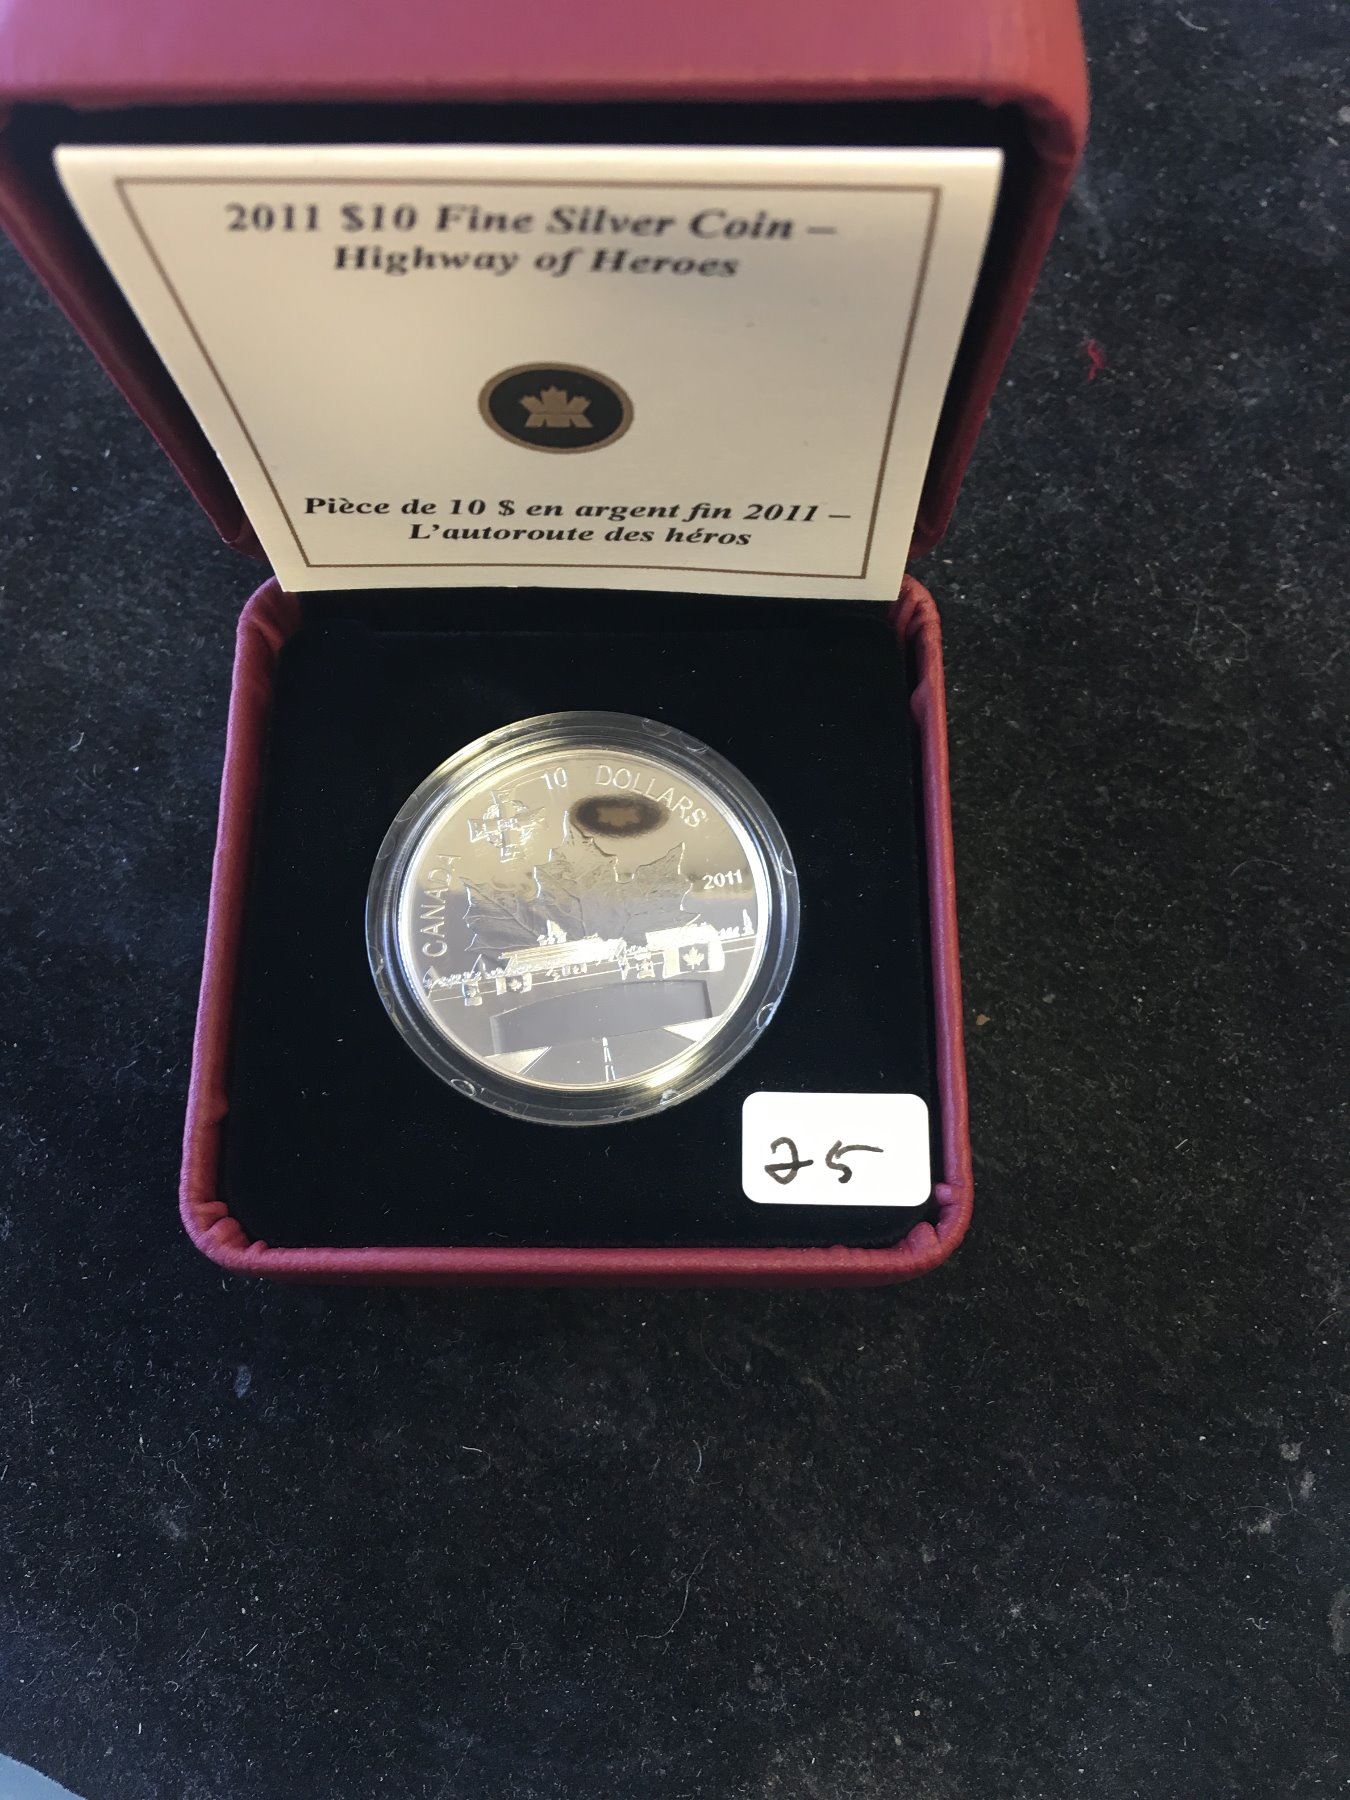 2011 $10 Fine Silver Coin –
Highway of Heroes
Pièce de 10 $ en argent fin 2011 –
L'autoroute des héros
10 DOLLARS
CANADA
2011
25